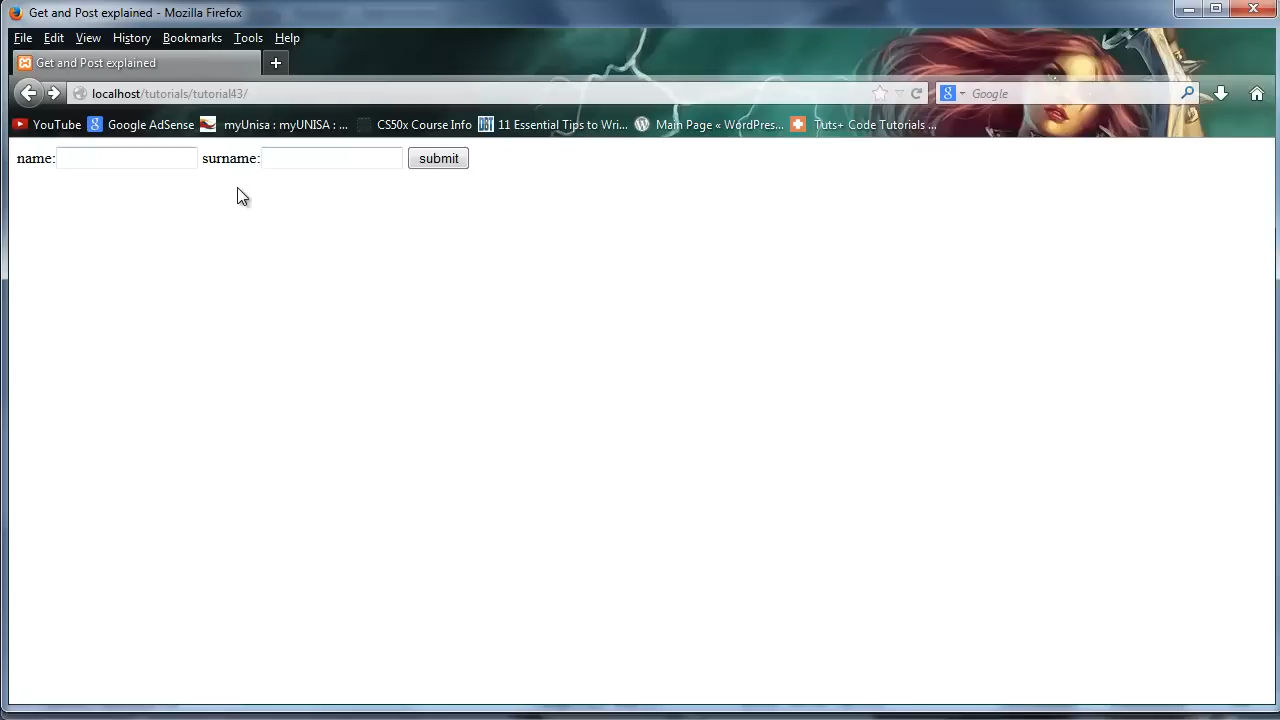 Get and Post explained - Mozilla Firefox
File Edit View History Bookmarks Tools Help
Get and Post explained +
localhost/tutorials/tutorial43/ Google
YouTube Google AdSense myUnisa : myUNISA : ... CS50x Course Info 11 Essential Tips to Wri... Main Page « WordPres... Tuts+ Code Tutorials ...
name: surname: submit